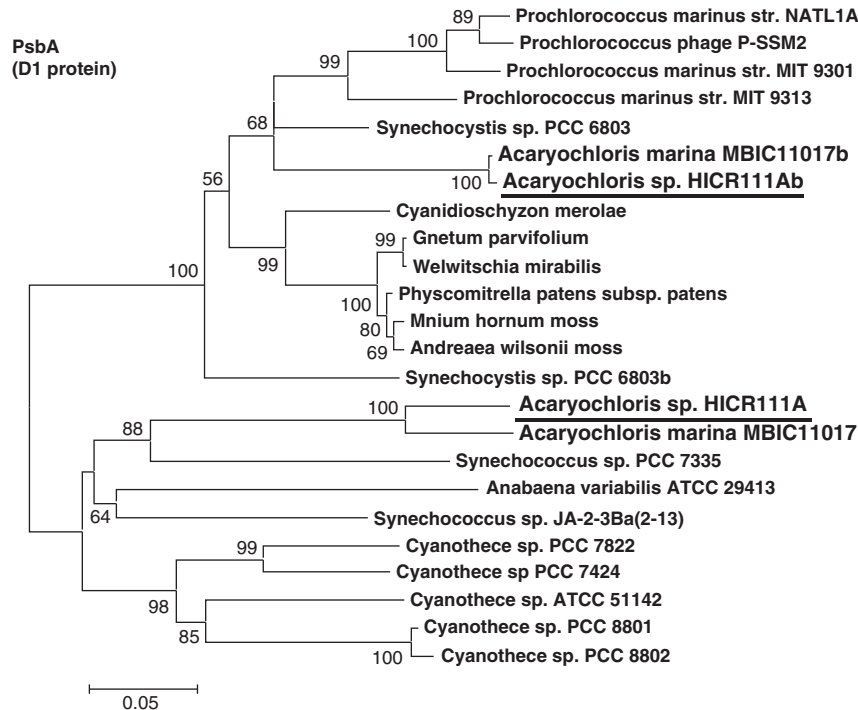 PsbA
(D1 protein)
89
Prochlorococcus marinus str. NATL1A
100
Prochlorococcus phage P-SSM2
99
Prochlorococcus marinus str. MIT 9301
Prochlorococcus marinus str. MIT 9313
68
Synechocystis sp. PCC 6803
Acaryochloris marina MBIC11017b
100
Acaryochloris sp. HICR111Ab
56
Cyanidioschyzon merolae
99
Gnetum parvifolium
99
Welwitschia mirabilis
100
Physcomitrella patens subsp. patens
100
Mnium hornum moss
80
Andreaea wilsonii moss
69
Synechocystis sp. PCC 6803b
100
Acaryochloris sp. HICR111A
88
Acaryochloris marina MBIC11017
Synechococcus sp. PCC 7335
Anabaena variabilis ATCC 29413
64
Synechococcus sp. JA-2-3Ba(2-13)
99
Cyanothece sp. PCC 7822
Cyanothece sp PCC 7424
98
Cyanothece sp. ATCC 51142
85
Cyanothece sp. PCC 8801
100
Cyanothece sp. PCC 8802
0.05